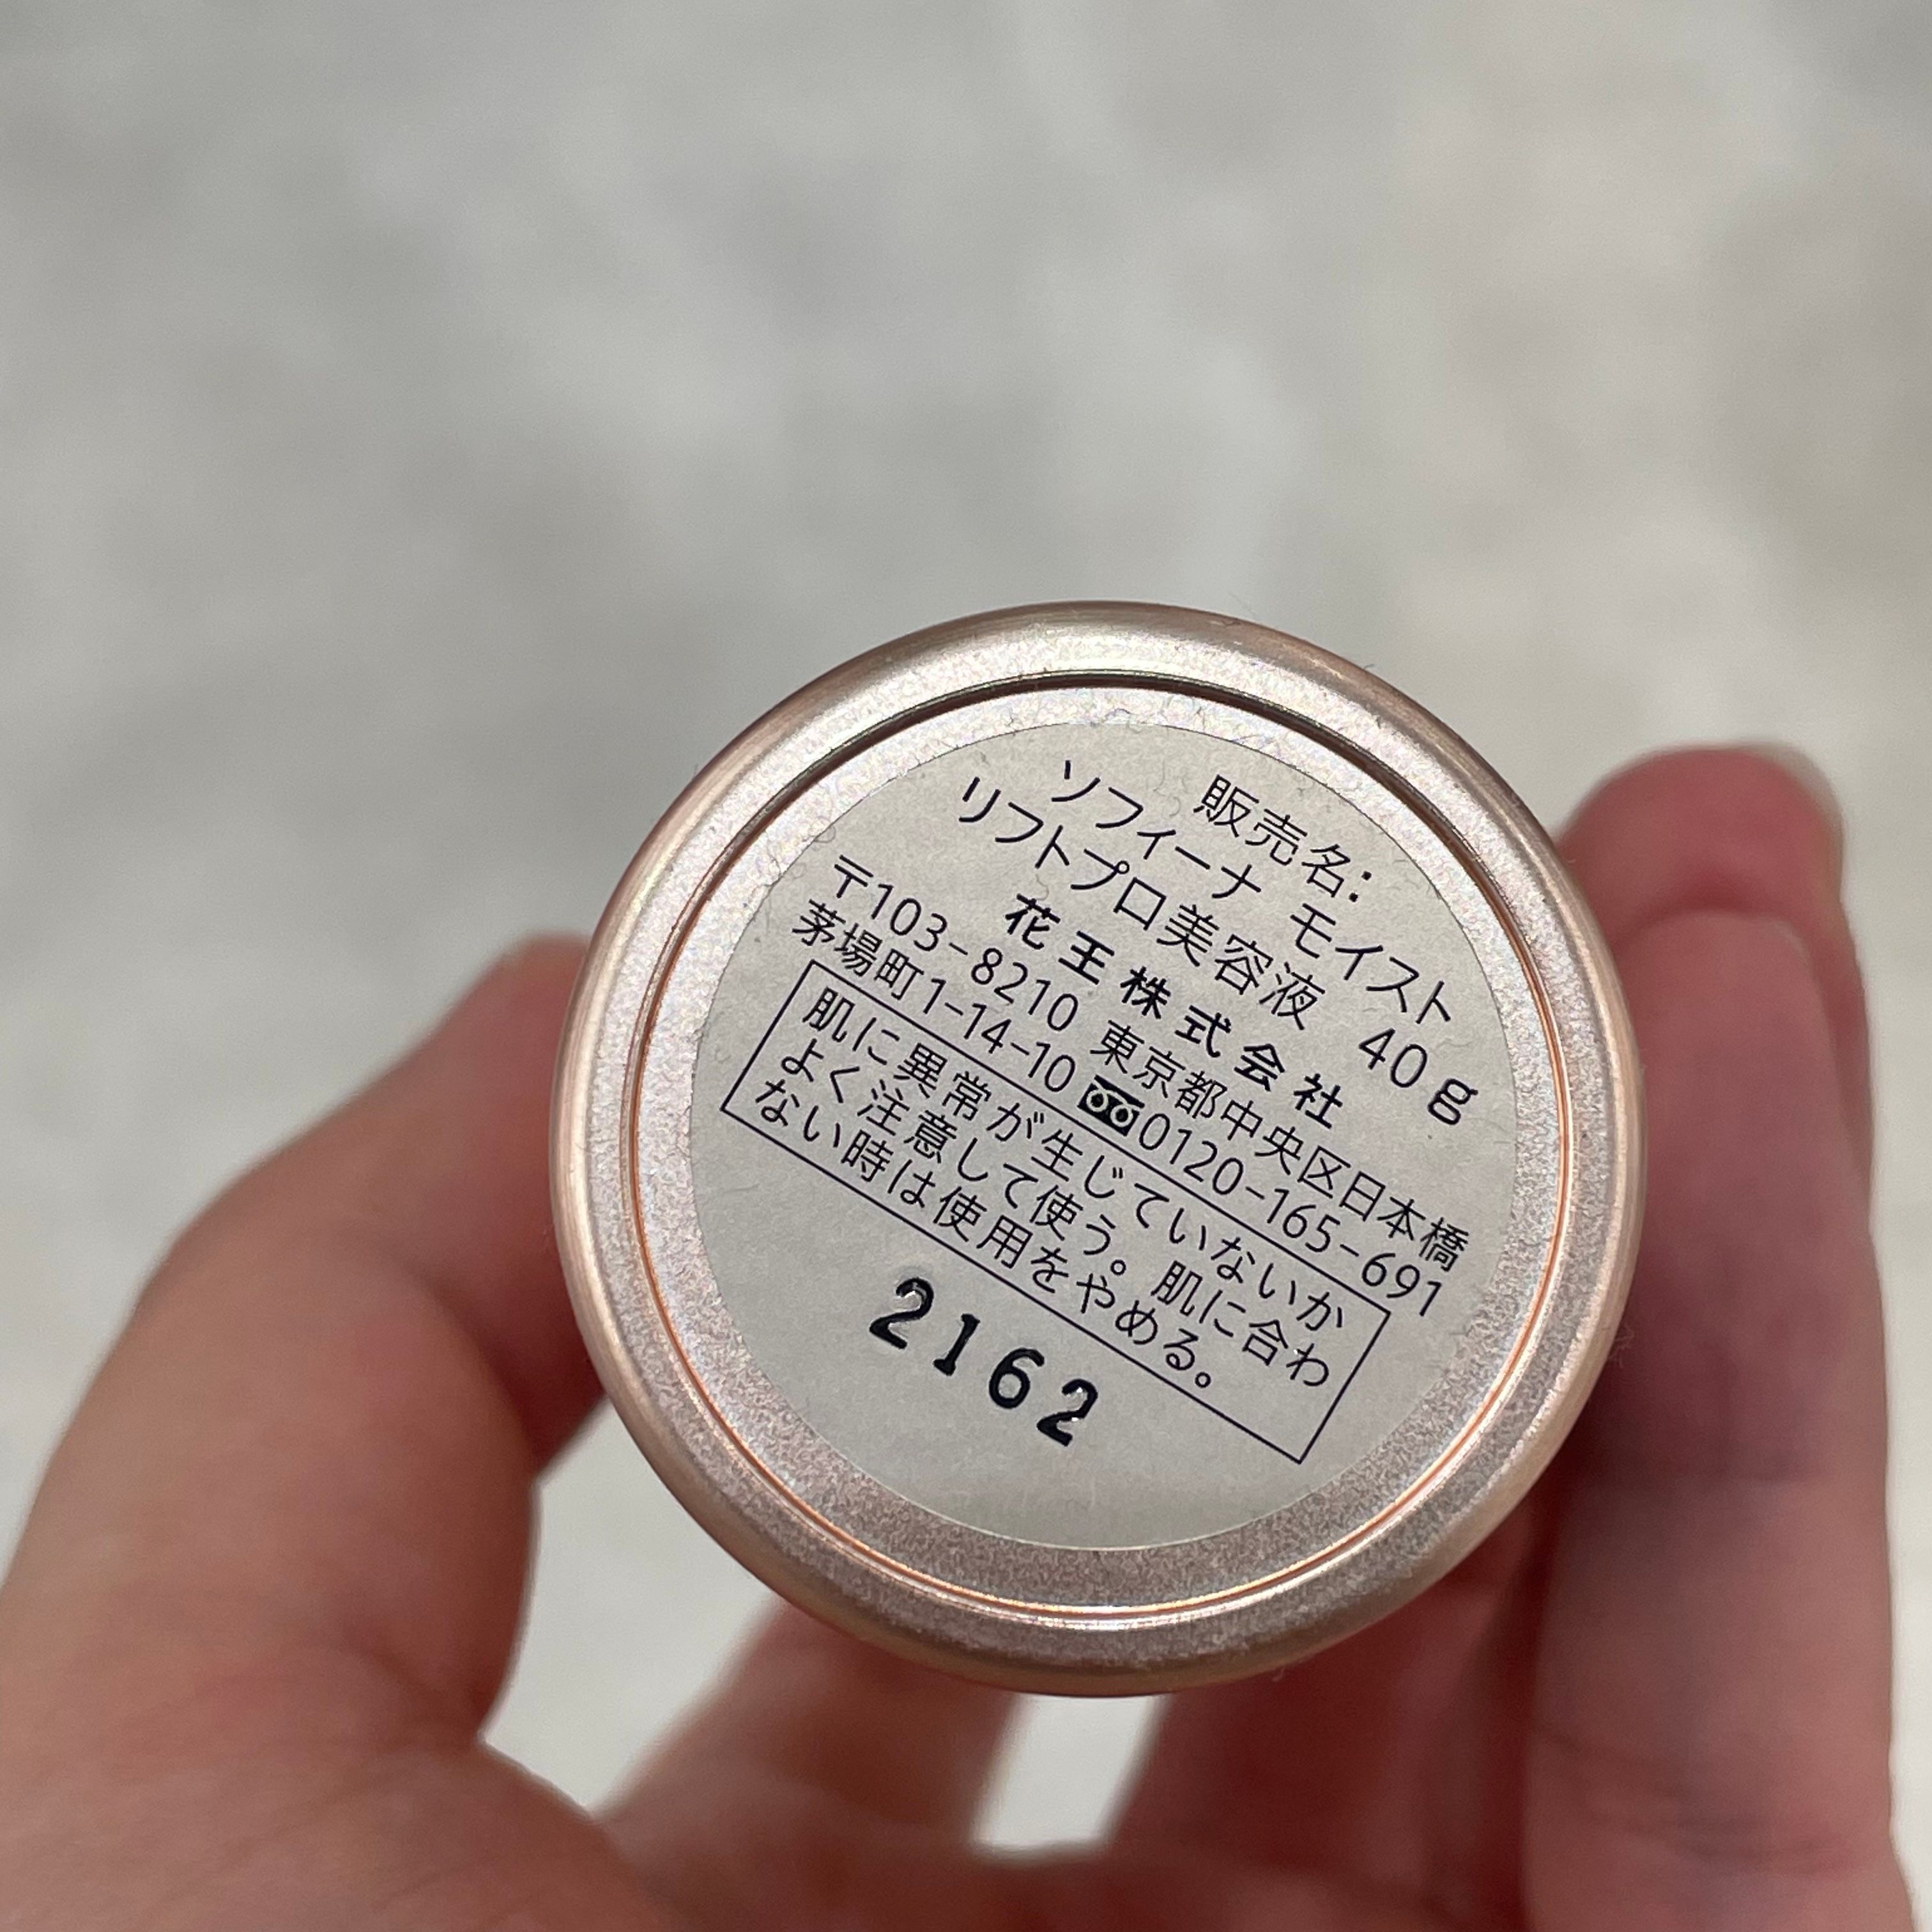 販売名:
ソフィーナ モイスト
リフトプロ美容液 40g
花王株式会社
〒103-8210 東京都中央区日本橋
茅場町1-14-10 0120-165-691
肌に異常が生じていないか
よく注意して使う。肌に合わ
ない時は使用をやめる。
2162